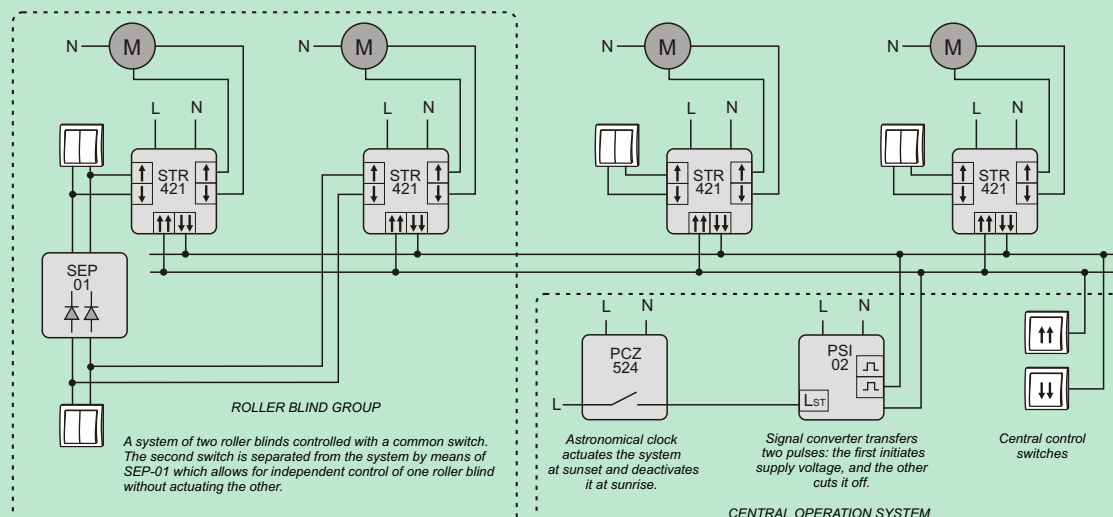 N M N M N M N M
L N L N L N L N
STR STR STR STR
421 421 421 421
SEP
01
L N L N
PCZ PSI
524 02
L LST
ROLLER BLIND GROUP
A system of two roller blinds controlled with a common switch.
The second switch is separated from the system by means of
SEP-01 which allows for independent control of one roller blind
without actuating the other.
Astronomical clock
actuates the system
at sunset and deactivates
it at sunrise.
Signal converter transfers
two pulses: the first initiates
supply voltage, and the other
cuts it off.
Central control
switches
CENTRAL OPERATION SYSTEM